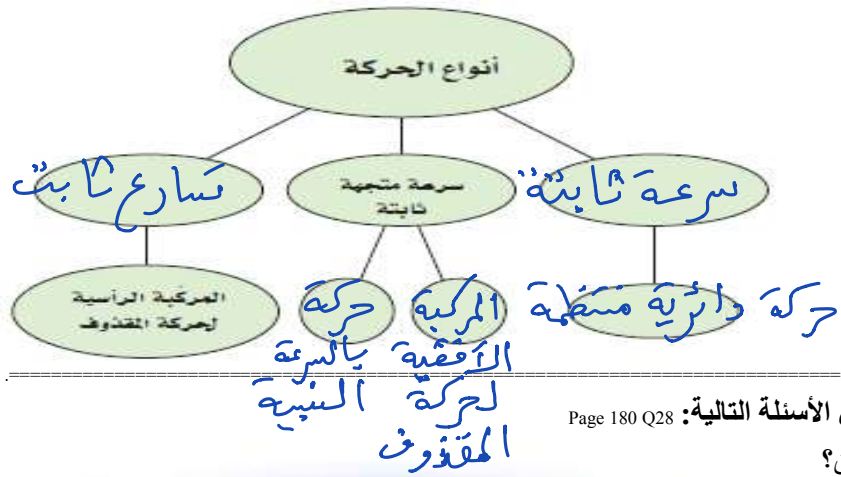 أنواع الحركة
سرعة ثابتة
سرعة متجهة
ثابتة
تسارع ثابت
حركة دائرية منتظمة
المركبة
الأفقية
لحركة
المقذوف
حركة
بالسرعة
النسبية
المركبة الرأسية
لحركة المقذوف
الأسئلة التالية: Page 180 Q28